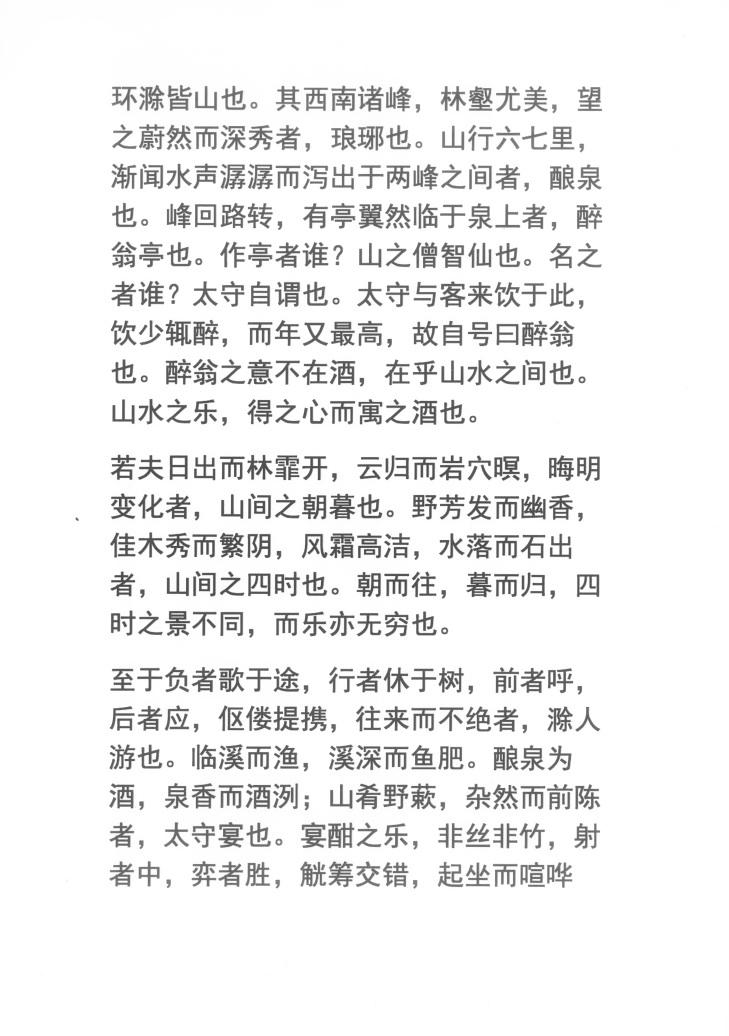 环滁皆山也。其西南诸峰，林壑尤美，望
之蔚然而深秀者，琅琊也。山行六七里，
渐闻水声潺潺而泻出于两峰之间者，酿泉
也。峰回路转，有亭翼然临于泉上者，醉
翁亭也。作亭者谁？山之僧智仙也。名之
者谁？太守自谓也。太守与客来饮于此，
饮少辄醉，而年又最高，故自号曰醉翁
也。醉翁之意不在酒，在乎山水之间也。
山水之乐，得之心而寓之酒也。
若夫日出而林霏开，云归而岩穴暝，晦明
变化者，山间之朝暮也。野芳发而幽香，
佳木秀而繁阴，风霜高洁，水落而石出
者，山间之四时也。朝而往，暮而归，四
时之景不同，而乐亦无穷也。
至于负者歌于途，行者休于树，前者呼，
后者应，伛偻提携，往来而不绝者，滁人
游也。临溪而渔，溪深而鱼肥。酿泉为
酒，泉香而酒洌；山肴野蔌，杂然而前陈
者，太守宴也。宴酣之乐，非丝非竹，射
者中，弈者胜，觥筹交错，起坐而喧哗